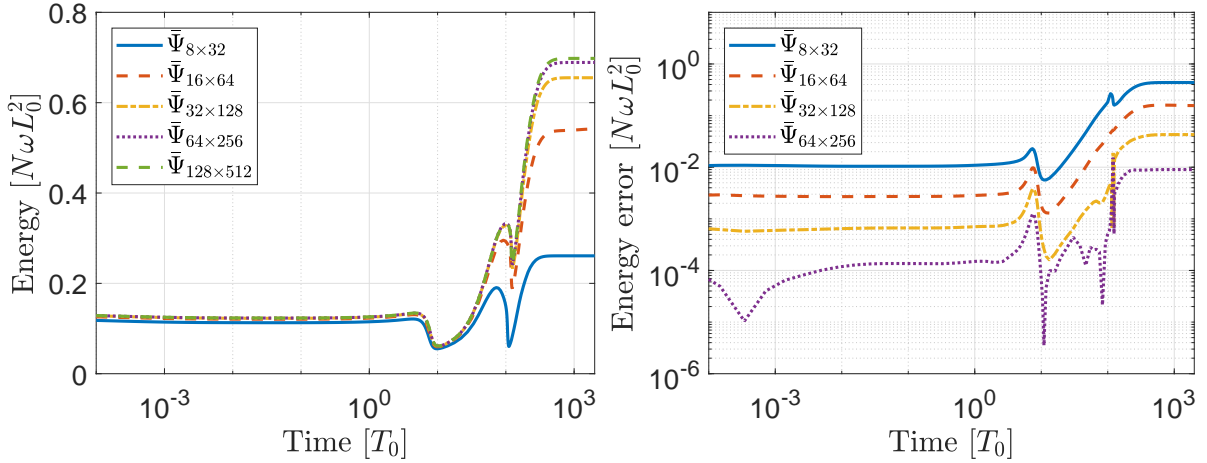 0.8
0.6
0.4
0.2
0
Energy [NωL₀²]
Ψ̄₈ₓ₃₂
Ψ̄₁₆ₓ₆₄
Ψ̄₃₂ₓ₁₂₈
Ψ̄₆₄ₓ₂₅₆
Ψ̄₁₂₈ₓ₅₁₂
10⁻³
10⁰
10³
Time [T₀]
10⁰
10⁻²
10⁻⁴
10⁻⁶
Energy error [NωL₀²]
Ψ̄₈ₓ₃₂
Ψ̄₁₆ₓ₆₄
Ψ̄₃₂ₓ₁₂₈
Ψ̄₆₄ₓ₂₅₆
10⁻³
10⁰
10³
Time [T₀]